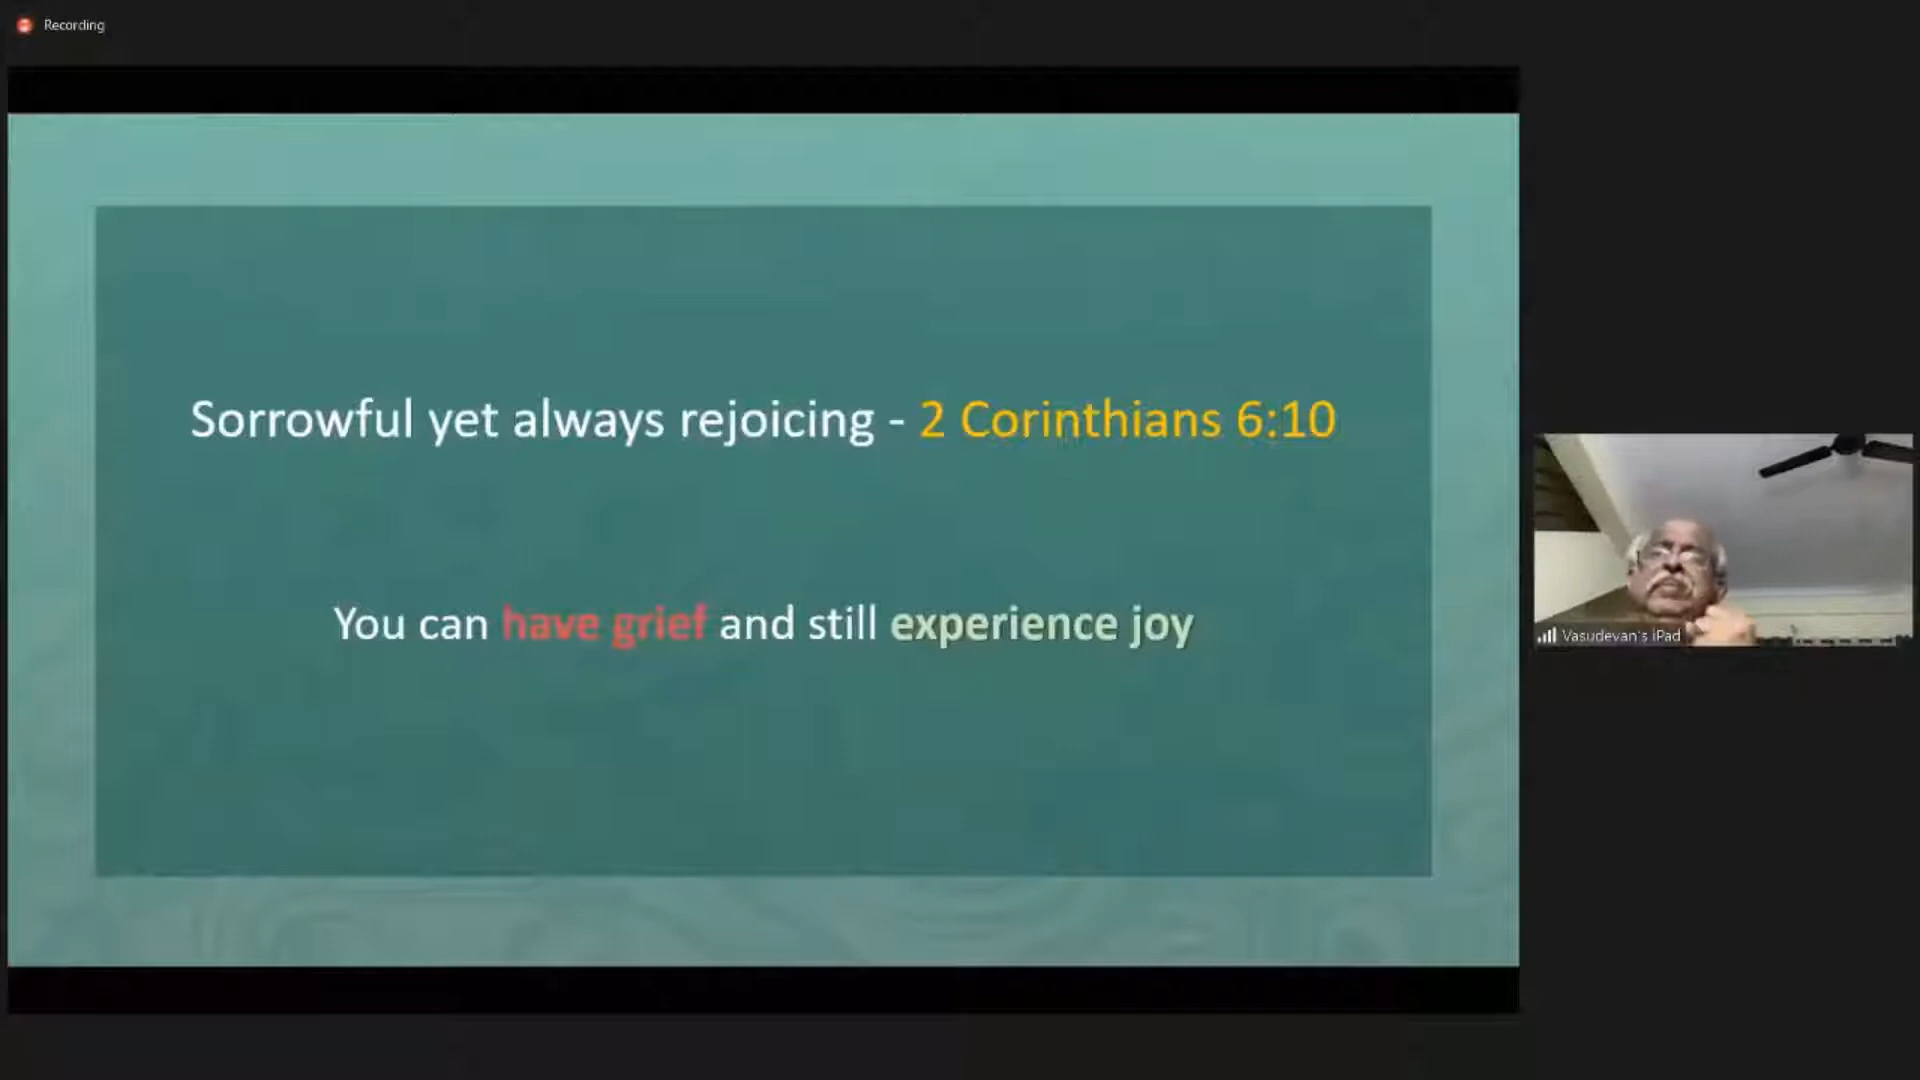 Recording
Sorrowful yet always rejoicing - 2 Corinthians 6:10
You can have grief and still experience joy
Vasudevan's iPad